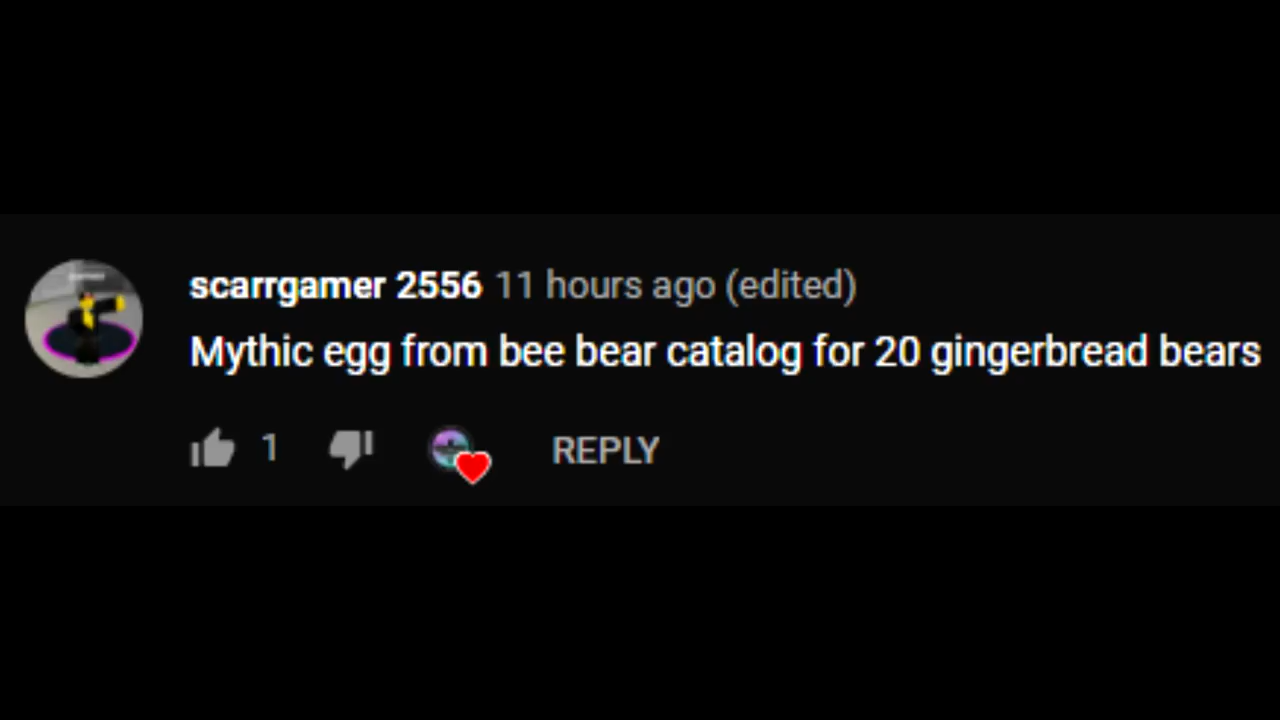 scarrgamer 2556 11 hours ago (edited)
Mythic egg from bee bear catalog for 20 gingerbread bears
1 REPLY